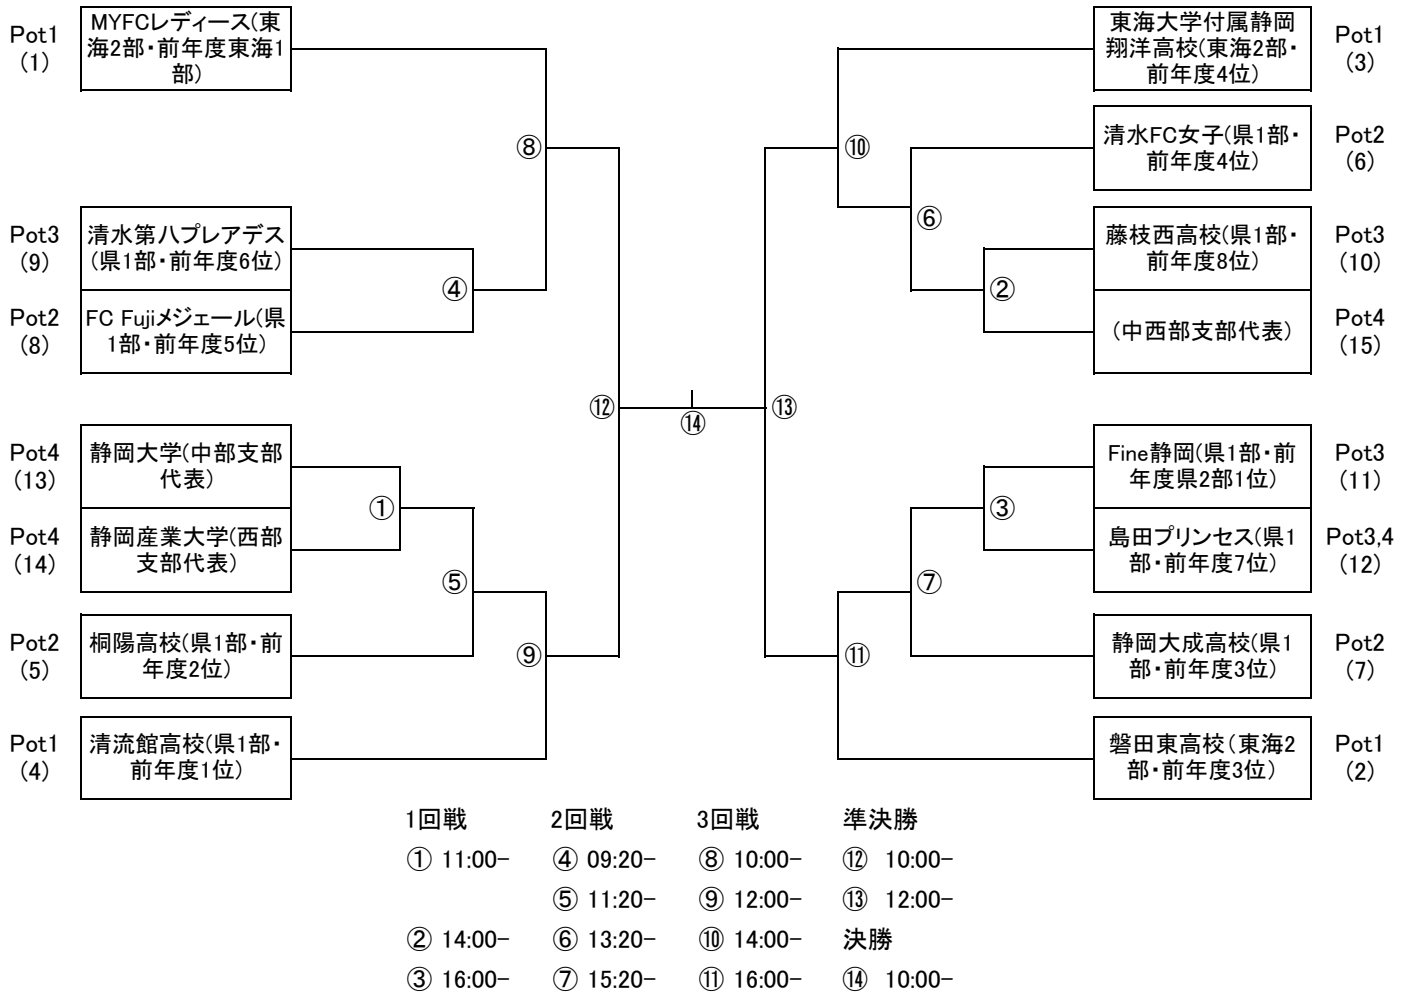 Pot1
(1)
MYFCレディース(東
海2部・前年度東海1
部)
Pot3
(9)
清水第八プレアデス
(県1部・前年度6位)
Pot2
(8)
FC Fujiメジェール(県
1部・前年度5位)
Pot4
(13)
静岡大学(中部支部
代表)
Pot4
(14)
静岡産業大学(西部
支部代表)
Pot2
(5)
桐陽高校(県1部・前
年度2位)
Pot1
(4)
清流館高校(県1部・
前年度1位)
⑧
④
①
⑤
⑨
⑫
⑭
⑬
⑩
⑥
②
③
⑦
⑪
東海大学付属静岡
翔洋高校(東海2部・
前年度4位)
Pot1
(3)
清水FC女子(県1部・
前年度4位)
Pot2
(6)
藤枝西高校(県1部・
前年度8位)
Pot3
(10)
(中西部支部代表)
Pot4
(15)
Fine静岡(県1部・前
年度県2部1位)
Pot3
(11)
島田プリンセス(県1
部・前年度7位)
Pot3,4
(12)
静岡大成高校(県1
部・前年度3位)
Pot2
(7)
磐田東高校(東海2
部・前年度3位)
Pot1
(2)
1回戦 2回戦 3回戦 準決勝
① 11:00- ④ 09:20- ⑧ 10:00- ⑫ 10:00-
⑤ 11:20- ⑨ 12:00- ⑬ 12:00-
② 14:00- ⑥ 13:20- ⑩ 14:00- 決勝
③ 16:00- ⑦ 15:20- ⑪ 16:00- ⑭ 10:00-